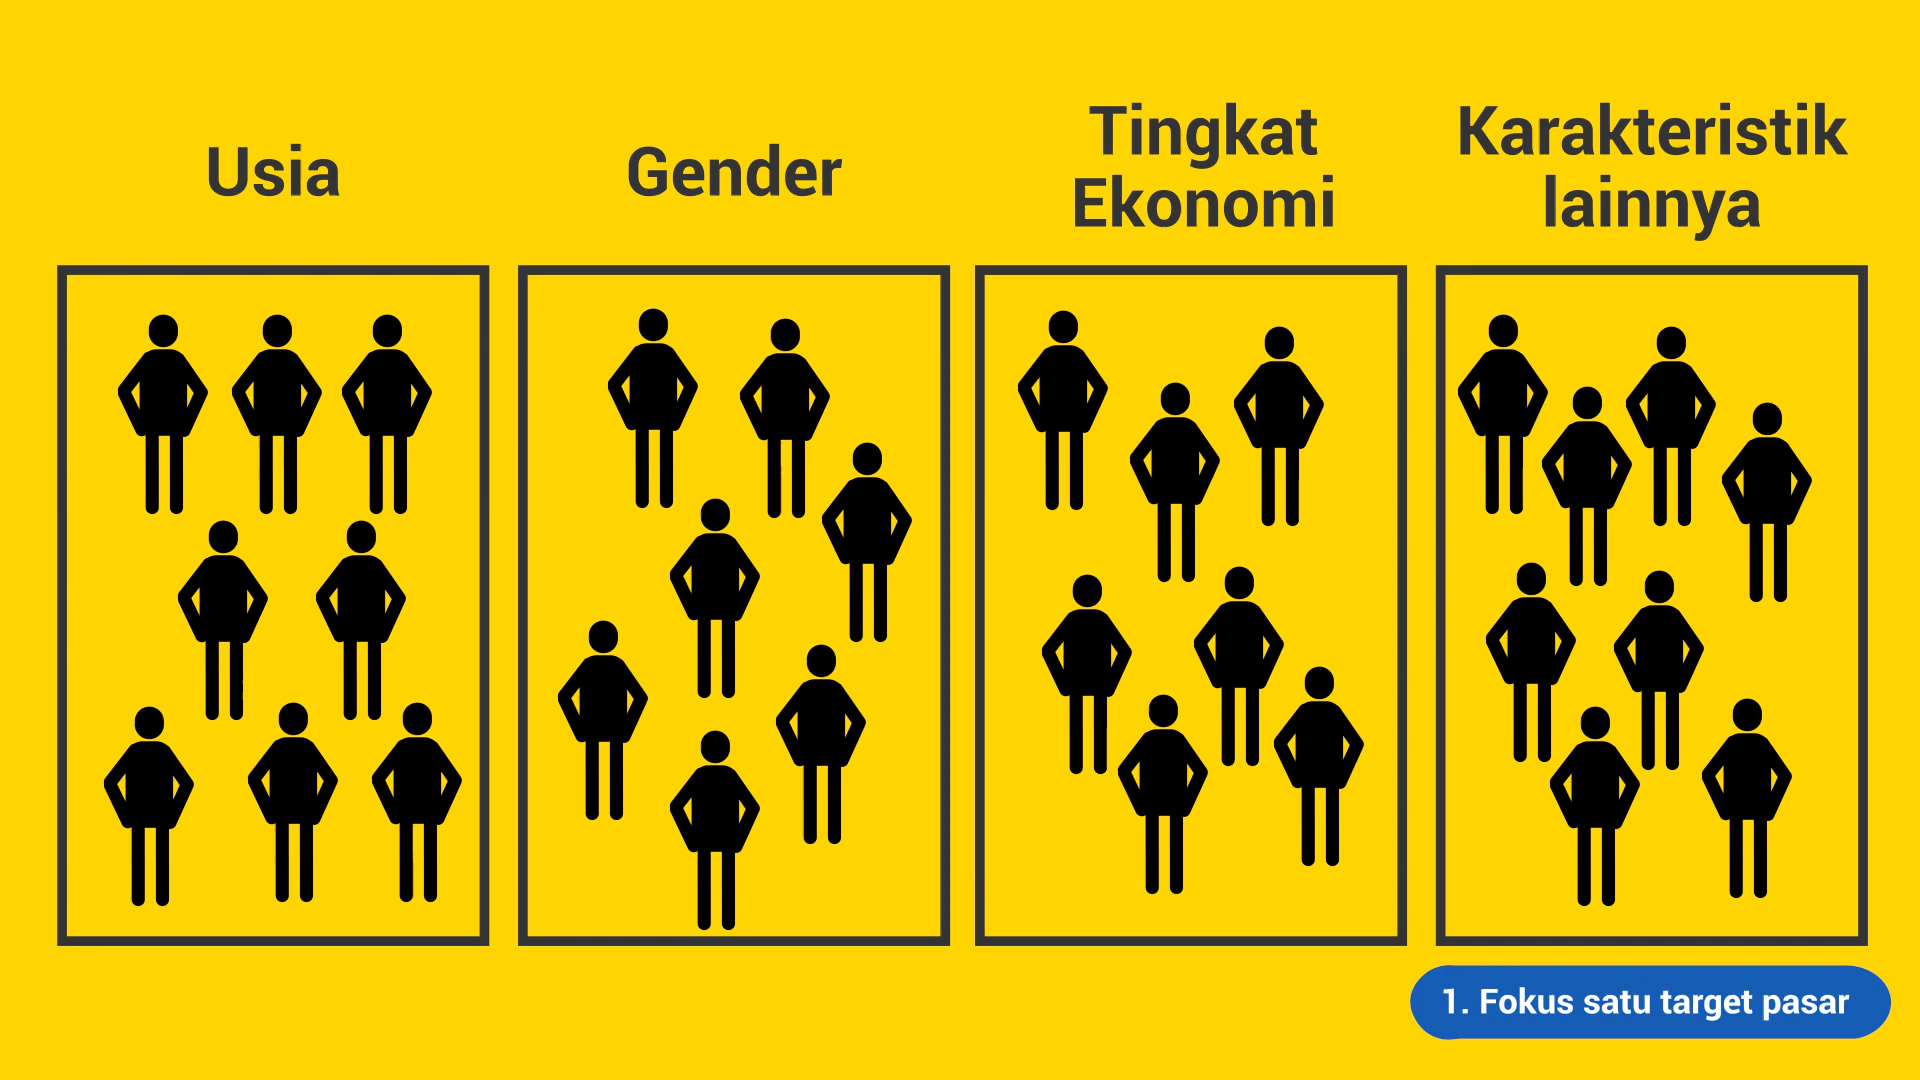 Usia
Gender
Tingkat
Ekonomi
Karakteristik
lainnya
1. Fokus satu target pasar